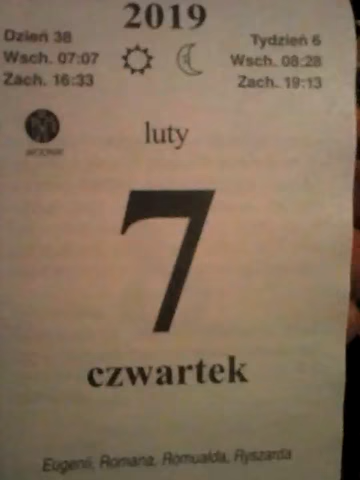 2019
Dzień 38
Wsch. 07:07
Zach. 16:33
Tydzień 6
Wsch. 08:28
Zach. 19:13
WODNIK
luty
7
czwartek
Eugenii, Romana, Romualda, Ryszarda